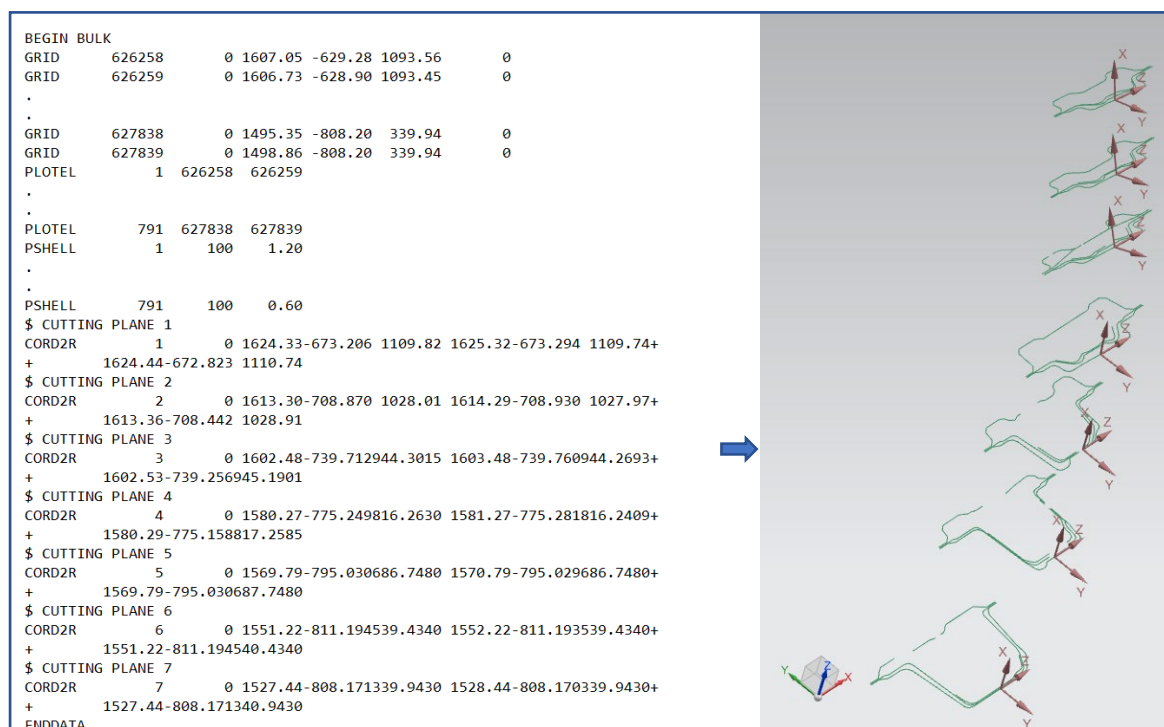 BEGIN BULK
GRID      626258       0 1607.05 -629.28 1093.56       0
GRID      626259       0 1606.73 -628.90 1093.45       0
.
.
GRID      627838       0 1495.35 -808.20  339.94       0
GRID      627839       0 1498.86 -808.20  339.94       0
PLOTEL         1  626258  626259
.
.
PLOTEL       791  627838  627839
PSHELL         1     100    1.20
.
.
PSHELL       791     100    0.60
$ CUTTING PLANE 1
CORD2R         1       0 1624.33-673.206 1109.82 1625.32-673.294 1109.74+
+        1624.44-672.823 1110.74
$ CUTTING PLANE 2
CORD2R         2       0 1613.30-708.870 1028.01 1614.29-708.930 1027.97+
+        1613.36-708.442 1028.91
$ CUTTING PLANE 3
CORD2R         3       0 1602.48-739.712944.3015 1603.48-739.760944.2693+
+        1602.53-739.256945.1901
$ CUTTING PLANE 4
CORD2R         4       0 1580.27-775.249816.2630 1581.27-775.281816.2409+
+        1580.29-775.158817.2585
$ CUTTING PLANE 5
CORD2R         5       0 1569.79-795.030686.7480 1570.79-795.029686.7480+
+        1569.79-795.030687.7480
$ CUTTING PLANE 6
CORD2R         6       0 1551.22-811.194539.4340 1552.22-811.193539.4340+
+        1551.22-811.194540.4340
$ CUTTING PLANE 7
CORD2R         7       0 1527.44-808.171339.9430 1528.44-808.170339.9430+
+        1527.44-808.171340.9430
ENDDATA
X
Z
Y
X
Z
Y
X
Z
Y
X
Z
Y
X
Z
Y
X
Z
Y
X
Z
Y
Y
Z
X